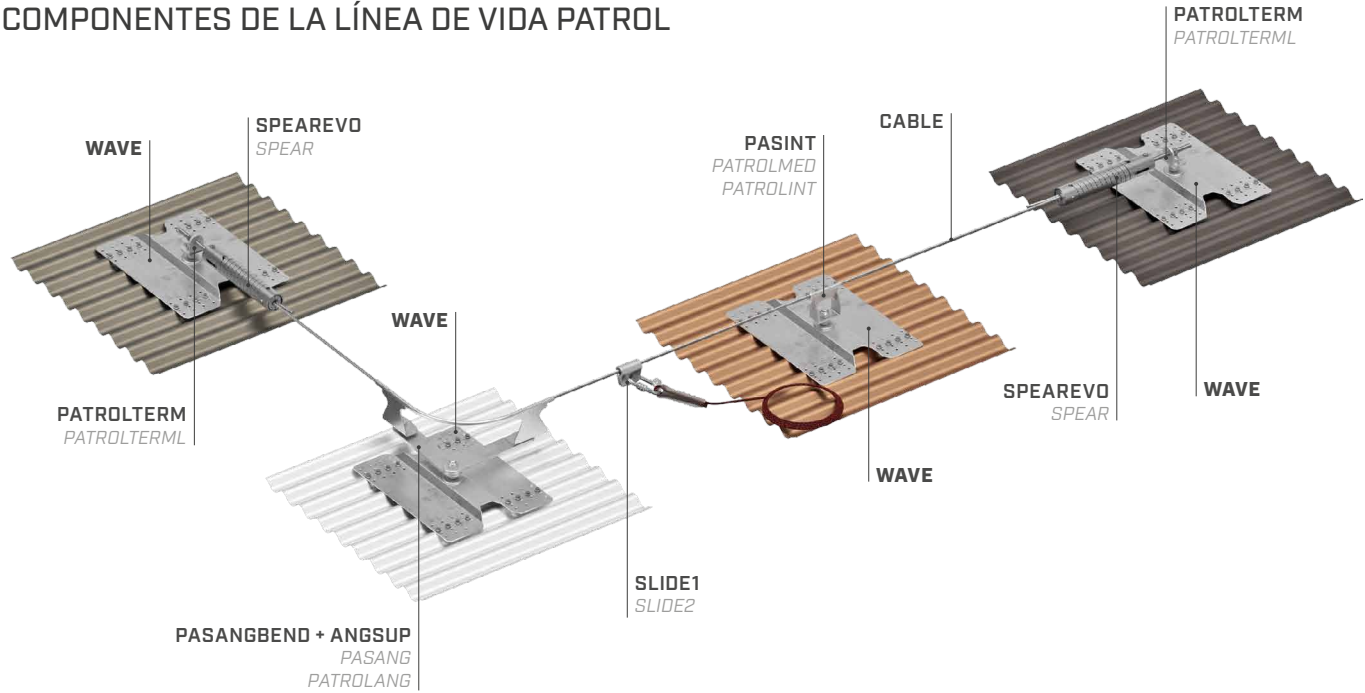 COMPONENTES DE LA LÍNEA DE VIDA PATROL
PATROLTERM
PATROLTERML
WAVE
SPEAREVO
SPEAR
PASINT
PATROLMED
PATROLINT
CABLE
WAVE
PATROLTERM
PATROLTERML
SPEAREVO
SPEAR
WAVE
WAVE
SLIDE1
SLIDE2
PASANGBEND + ANGSUP
PASANG
PATROLANG